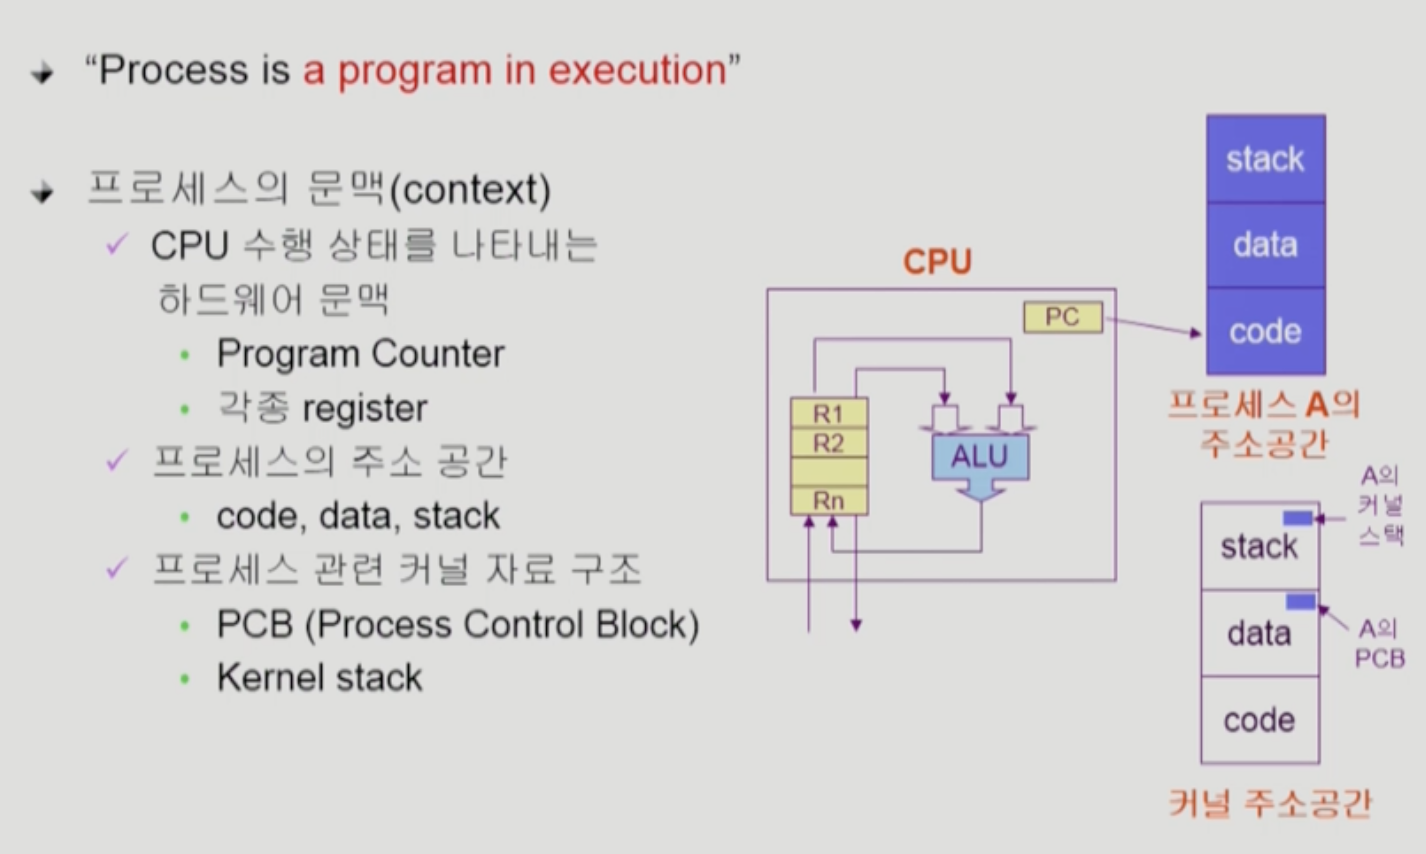 “Process is a program in execution”
프로세스의 문맥(context)
CPU 수행 상태를 나타내는
하드웨어 문맥
Program Counter
각종 register
프로세스의 주소 공간
code, data, stack
프로세스 관련 커널 자료 구조
PCB (Process Control Block)
Kernel stack
CPU
PC
R1
R2
Rn
ALU
stack
data
code
프로세스 A의
주소공간
stack
data
code
A의
커널
스택
A의
PCB
커널 주소공간